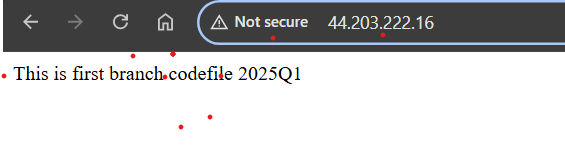 Not secure 44.203.222.16
This is first branch codefile 2025Q1